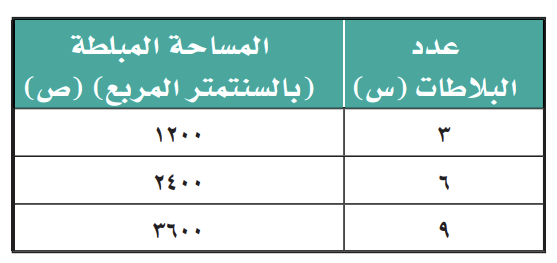 عدد البلاطات (س)	المساحة المبلطة (بالسنتمتر المربع) (ص)
٣	١٢٠٠
٦	٢٤٠٠
٩	٣٦٠٠